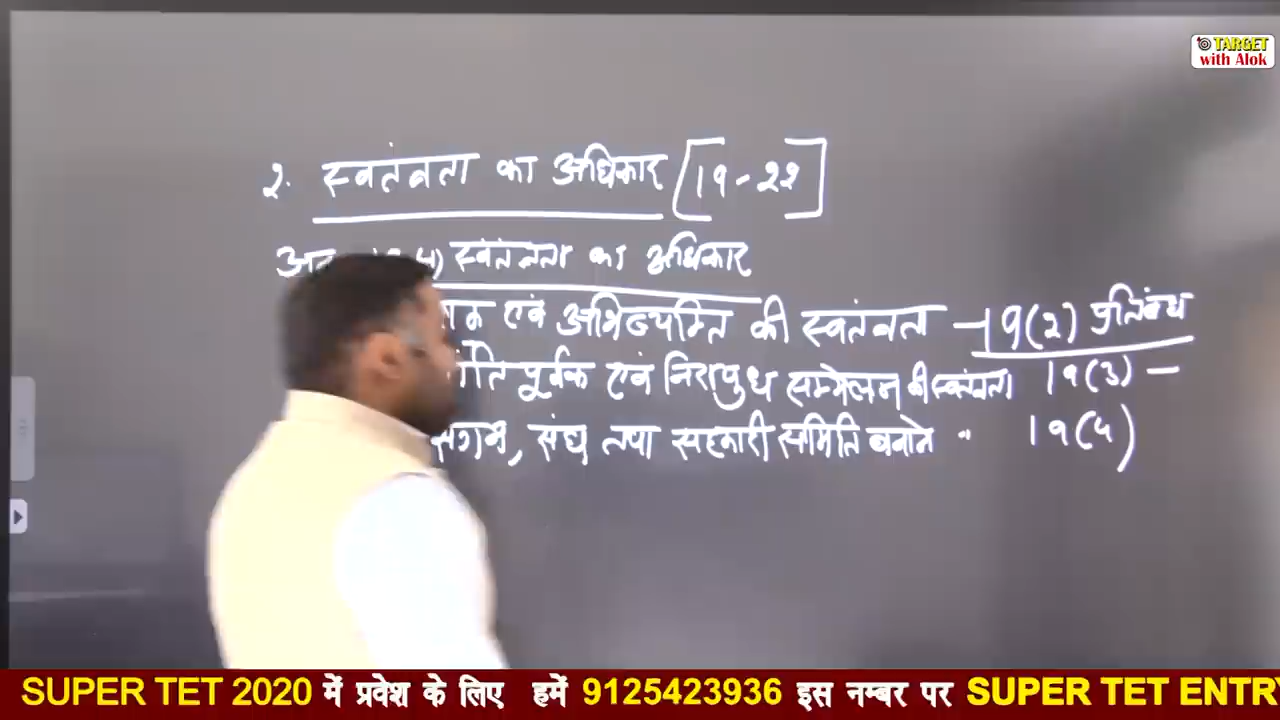 TARGET
with Alok
२. स्वतंत्रता का अधिकार [19-22]
स्वतंत्रता का अधिकार
एवं अभिव्यक्ति की स्वतंत्रता - 19(2) प्रतिबंध
पूर्वक एवं निरायुध सम्मेलन की स्वतंत्रता 19(3) -
संघ तथा सहकारी समिति बनाने " 19(4)
SUPER TET 2020 में प्रवेश के लिए हमें 9125423936 इस नम्बर पर SUPER TET ENTRY